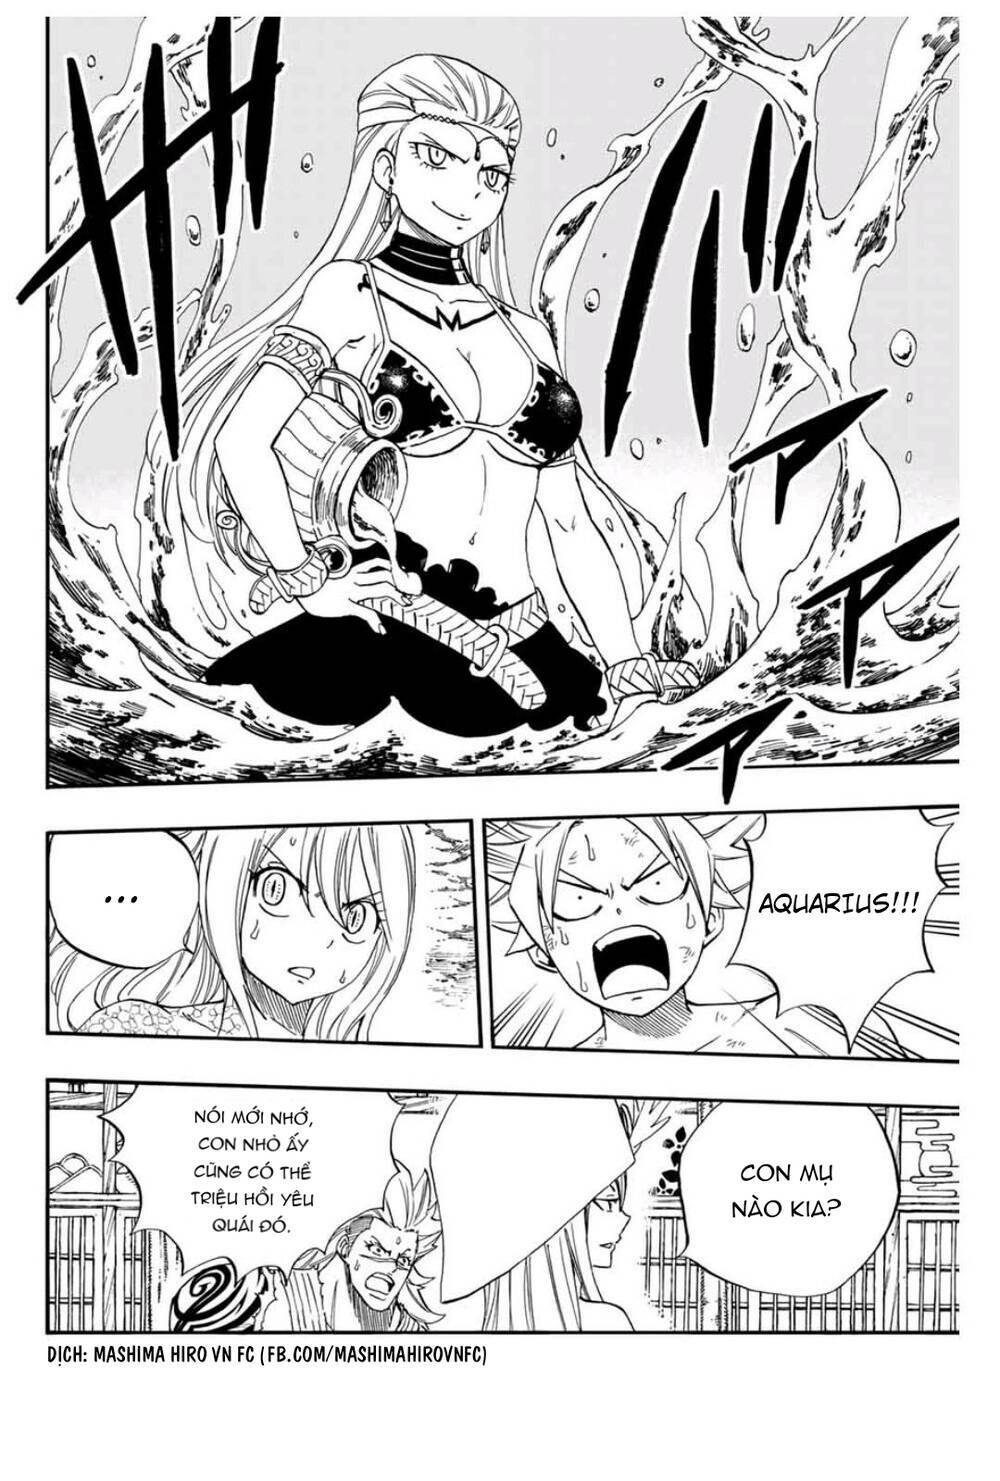 AQUARIUS!!!
...
CON MỤ
NÀO KIA?
NÓI MỚI NHỚ,
CON NHỎ ẤY
CŨNG CÓ THỂ
TRIỆU HỒI YÊU
QUÁI ĐÓ.
DỊCH: MASHIMA HIRO VN FC (FB.COM/MASHIMAHIROVNFC)